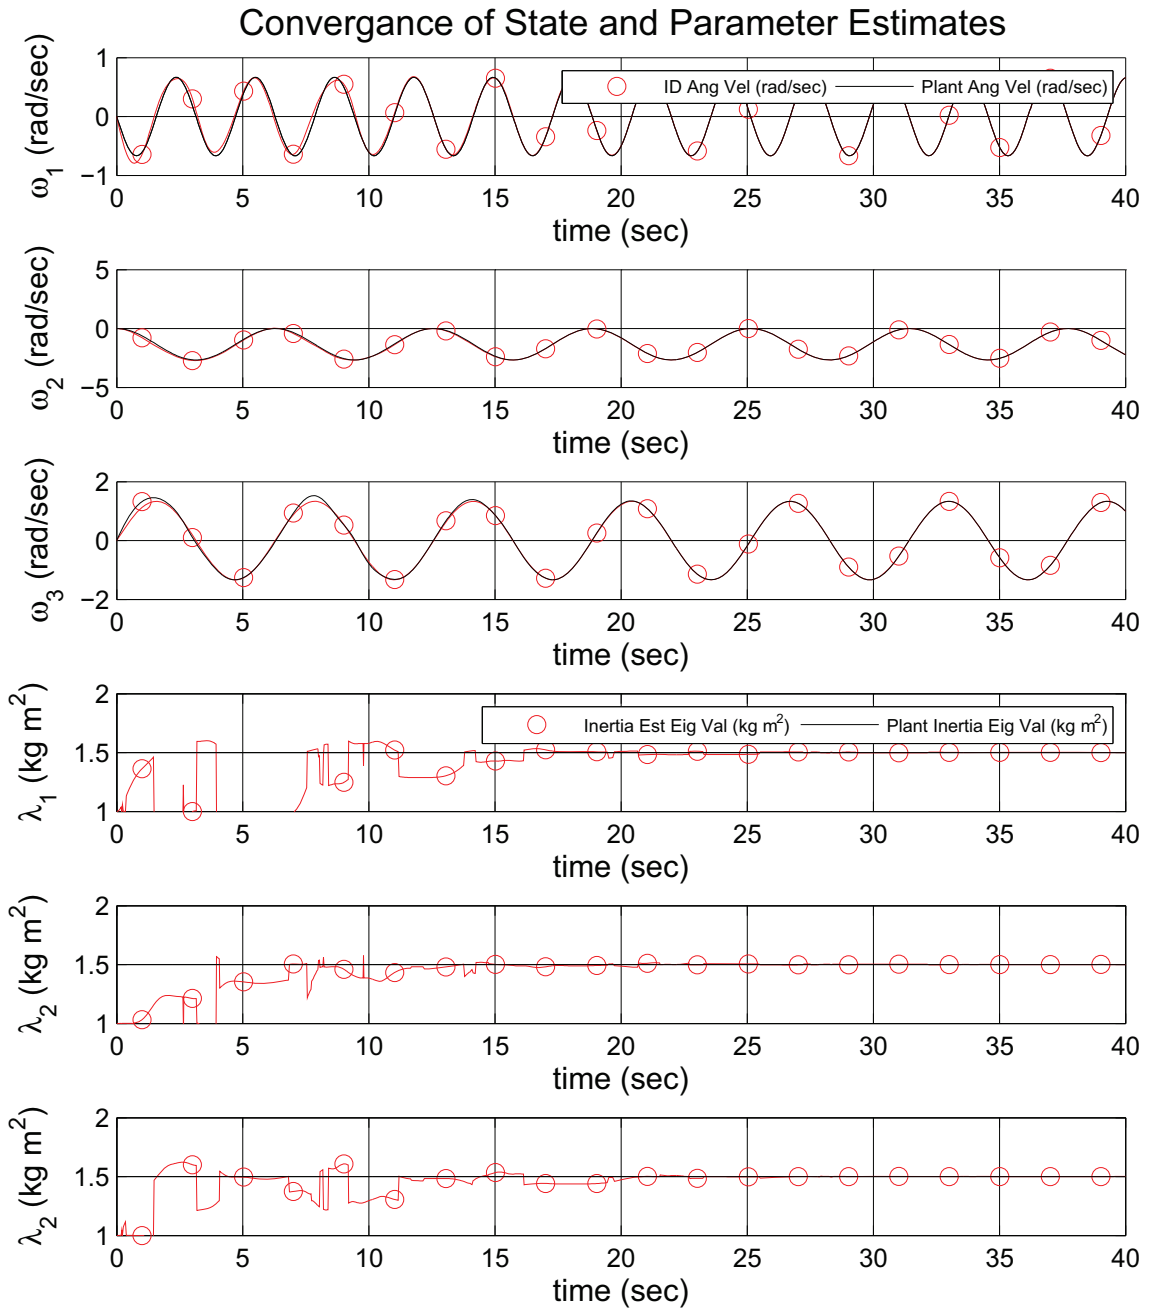 Convergance of State and Parameter Estimates
ω1 (rad/sec)
1
0
−1
ID Ang Vel (rad/sec) Plant Ang Vel (rad/sec)
0 5 10 15 20 25 30 35 40
time (sec)
ω2 (rad/sec)
5
0
−5
0 5 10 15 20 25 30 35 40
time (sec)
ω3 (rad/sec)
2
0
−2
0 5 10 15 20 25 30 35 40
time (sec)
λ1 (kg m2)
2
1.5
1
Inertia Est Eig Val (kg m2) Plant Inertia Eig Val (kg m2)
0 5 10 15 20 25 30 35 40
time (sec)
λ2 (kg m2)
2
1.5
1
0 5 10 15 20 25 30 35 40
time (sec)
λ2 (kg m2)
2
1.5
1
0 5 10 15 20 25 30 35 40
time (sec)